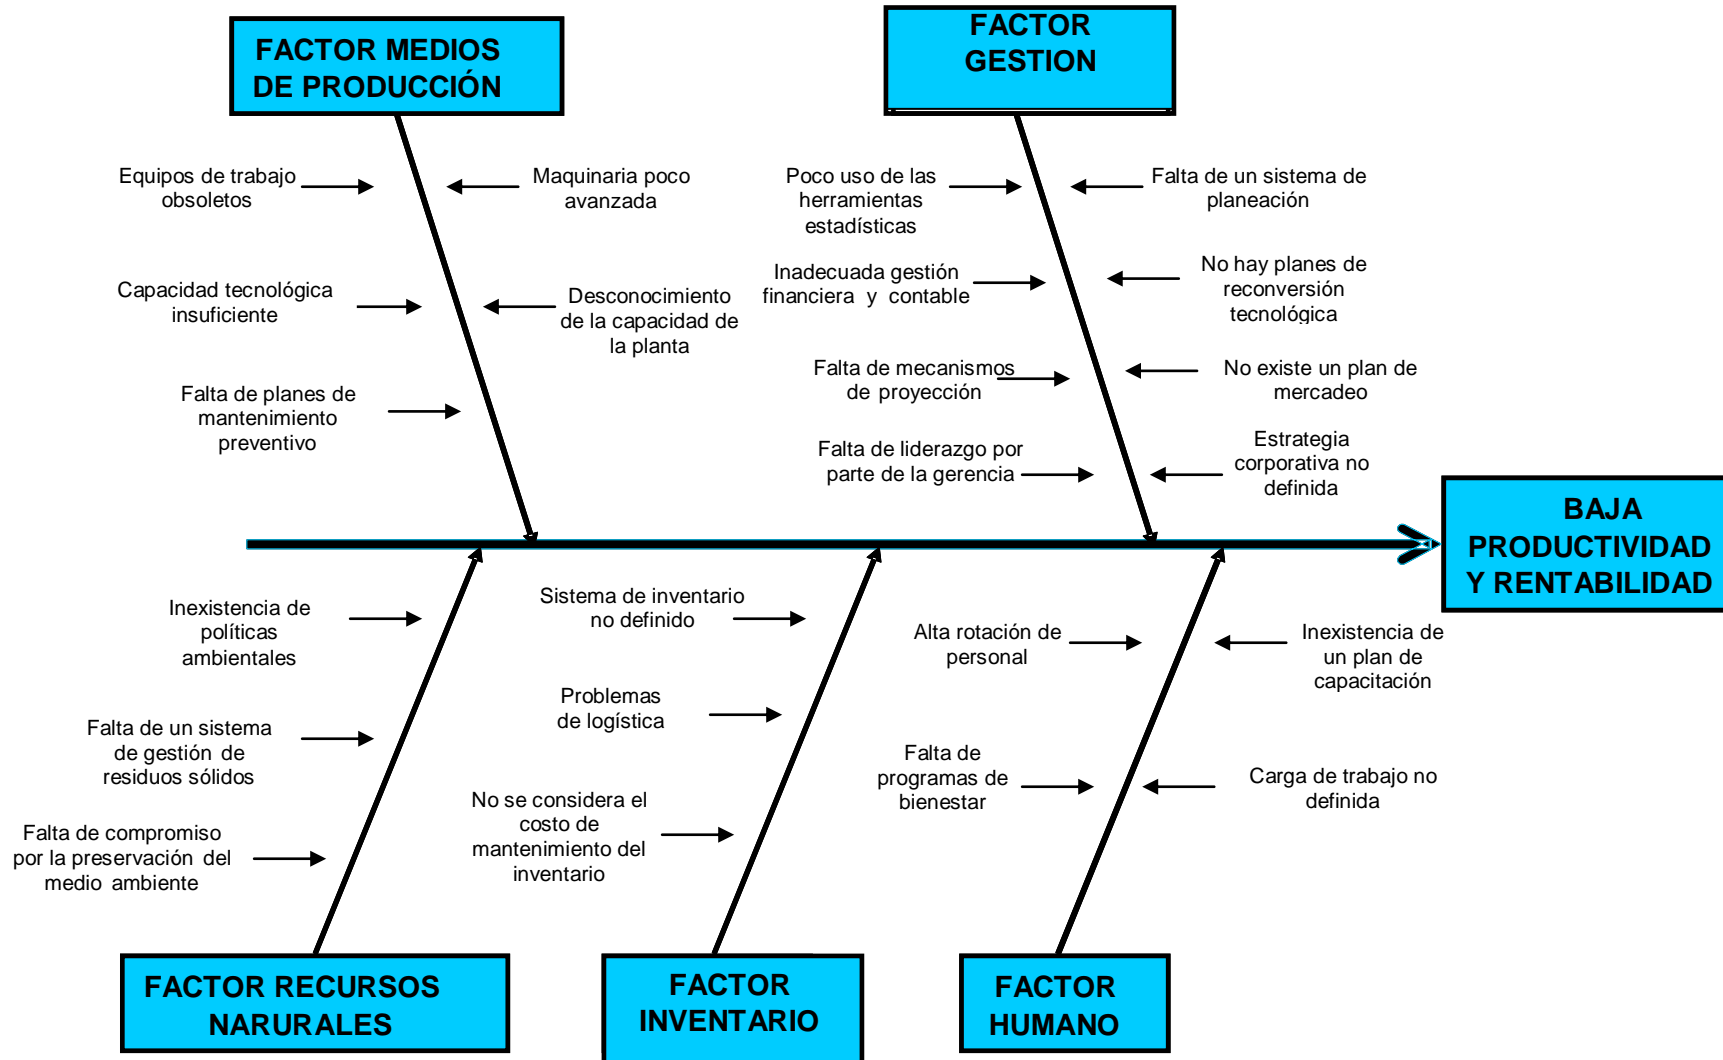 FACTOR MEDIOS
DE PRODUCCIÓN
FACTOR
GESTION
Equipos de trabajo
obsoletos
Maquinaria poco
avanzada
Capacidad tecnológica
insuficiente
Desconocimiento
de la capacidad de
la planta
Falta de planes de
mantenimiento
preventivo
Poco uso de las
herramientas
estadísticas
Falta de un sistema de
planeación
Inadecuada gestión
financiera y contable
No hay planes de
reconversión
tecnológica
Falta de mecanismos
de proyección
No existe un plan de
mercadeo
Falta de liderazgo por
parte de la gerencia
Estrategia
corporativa no
definida
BAJA
PRODUCTIVIDAD
Y RENTABILIDAD
Inexistencia de
políticas
ambientales
Falta de un sistema
de gestión de
residuos sólidos
Falta de compromiso
por la preservación del
medio ambiente
Sistema de inventario
no definido
Problemas
de logística
No se considera el
costo de
mantenimiento del
inventario
Alta rotación de
personal
Inexistencia de
un plan de
capacitación
Falta de
programas de
bienestar
Carga de trabajo no
definida
FACTOR RECURSOS
NARURALES
FACTOR
INVENTARIO
FACTOR
HUMANO